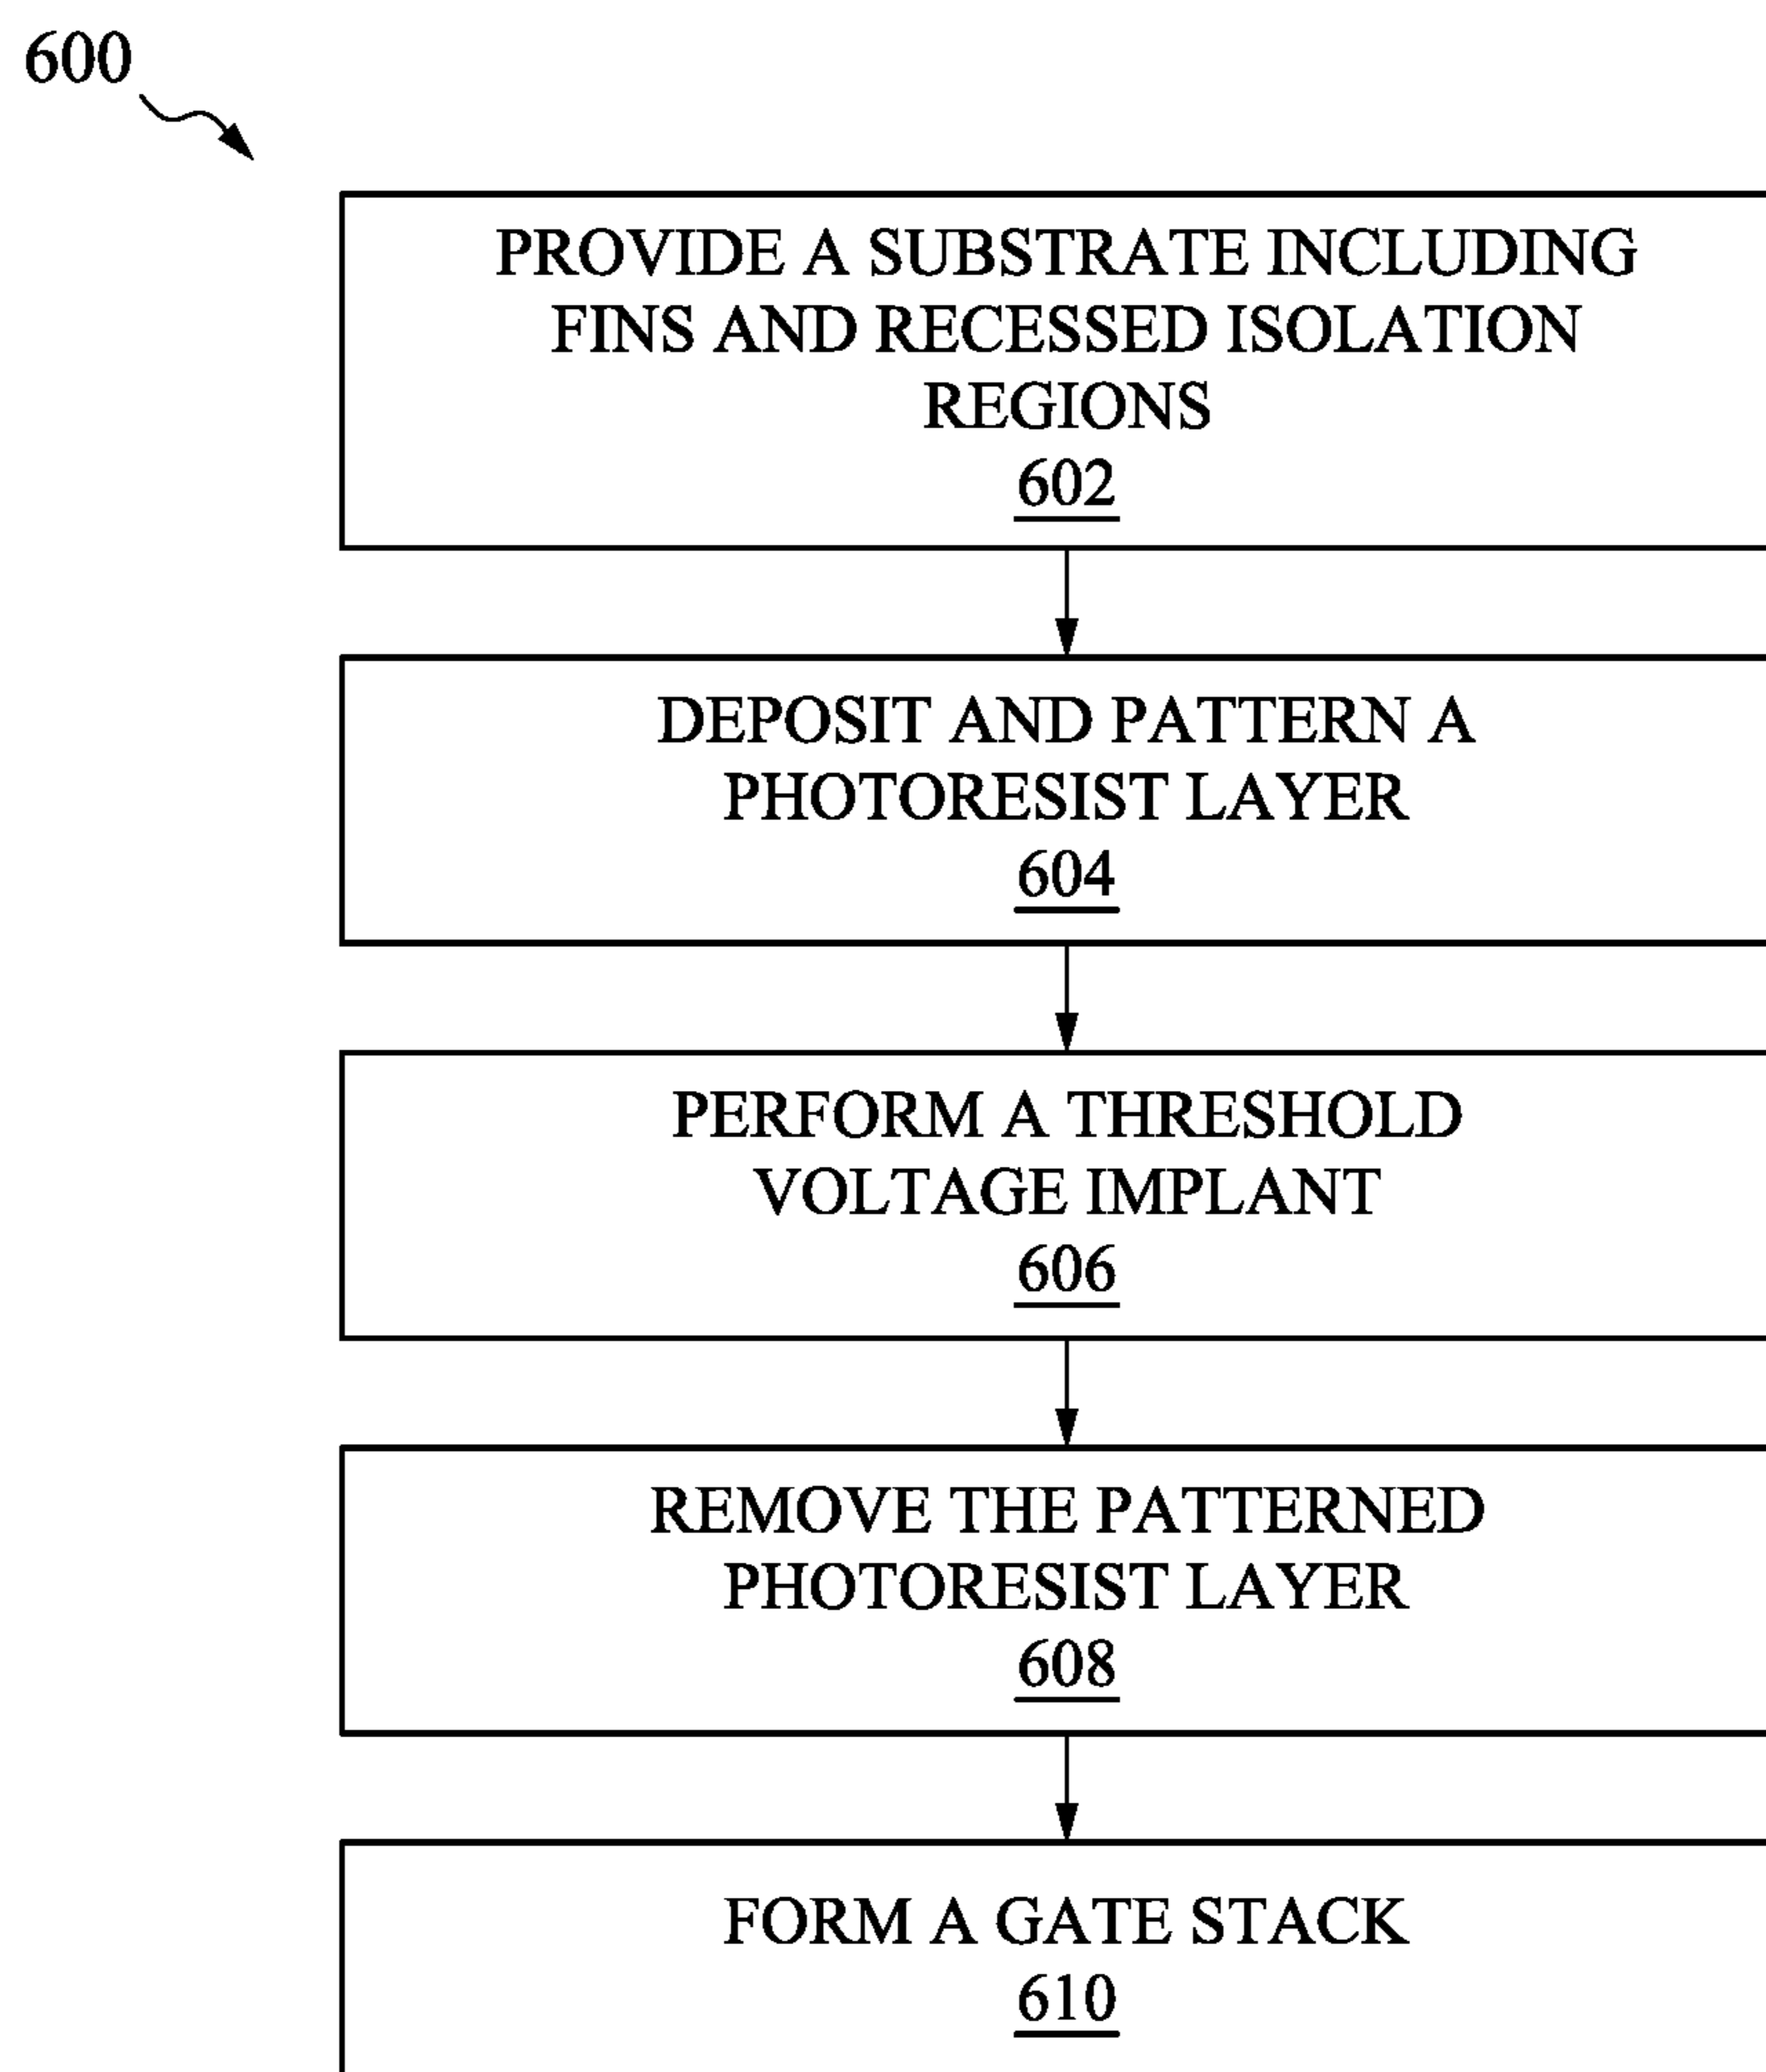 600
PROVIDE A SUBSTRATE INCLUDING
FINS AND RECESSED ISOLATION
REGIONS
602
DEPOSIT AND PATTERN A
PHOTORESIST LAYER
604
PERFORM A THRESHOLD
VOLTAGE IMPLANT
606
REMOVE THE PATTERNED
PHOTORESIST LAYER
608
FORM A GATE STACK
610